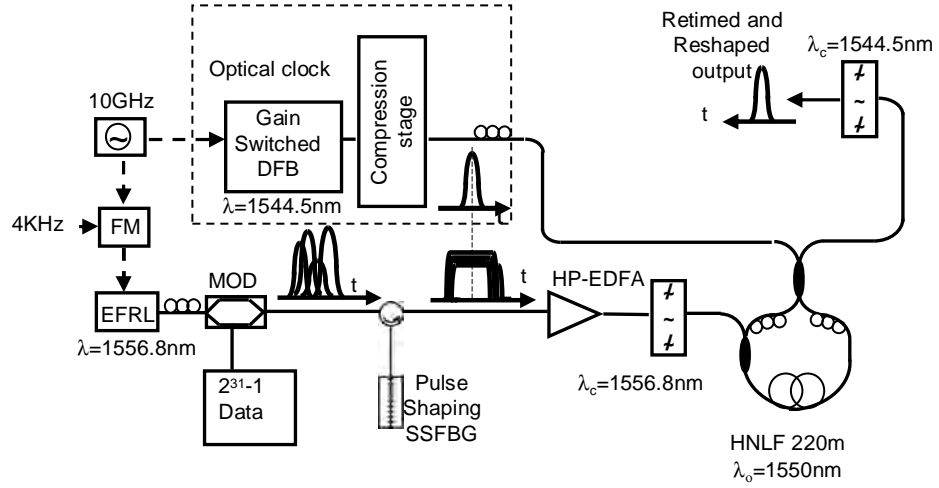 Retimed and
Reshaped
output
λc=1544.5nm
t
Optical clock
10GHz
Gain
Switched
DFB
Compression
stage
λ=1544.5nm
t
4KHz
FM
MOD
t
t
HP-EDFA
EFRL
λ=1556.8nm
2³¹-1
Data
Pulse
Shaping
SSFBG
λc=1556.8nm
HNLF 220m
λo=1550nm